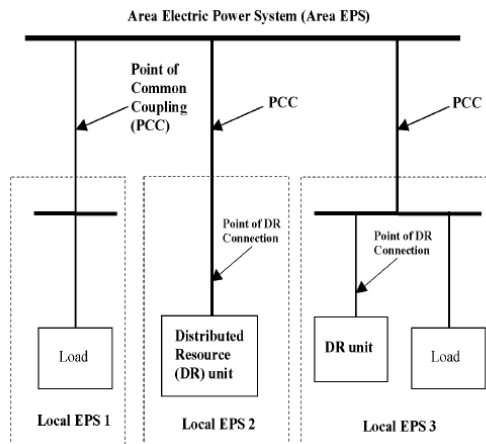 Area Electric Power System (Area EPS)
Point of
Common
Coupling
(PCC)
PCC
PCC
Point of DR
Connection
Point of DR
Connection
Load
Distributed
Resource
(DR) unit
DR unit
Load
Local EPS 1
Local EPS 2
Local EPS 3